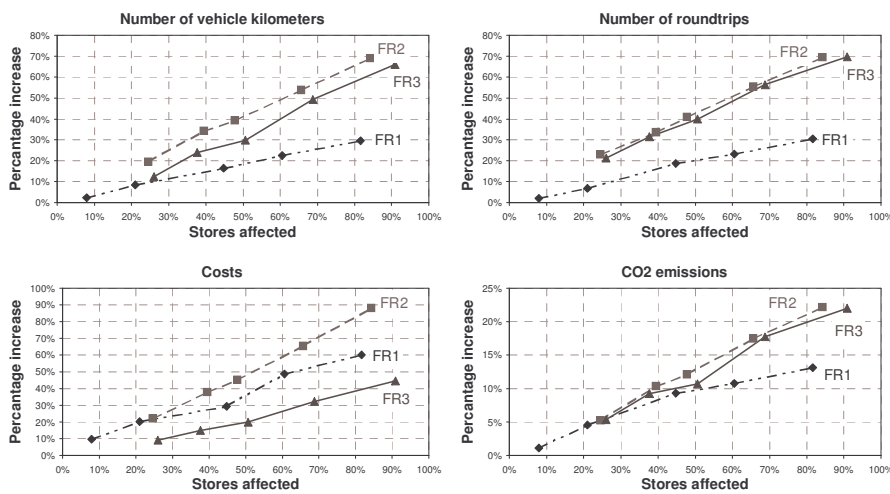 Number of vehicle kilometers
Percentage increase
80%
70%
60%
50%
40%
30%
20%
10%
0%
0% 10% 20% 30% 40% 50% 60% 70% 80% 90% 100%
Stores affected
FR2
FR3
FR1
Number of roundtrips
Percentage increase
80%
70%
60%
50%
40%
30%
20%
10%
0%
0% 10% 20% 30% 40% 50% 60% 70% 80% 90% 100%
Stores affected
FR2
FR3
FR1
Costs
Percentage increase
100%
90%
80%
70%
60%
50%
40%
30%
20%
10%
0%
0% 10% 20% 30% 40% 50% 60% 70% 80% 90% 100%
Stores affected
FR2
FR1
FR3
CO2 emissions
Percentage increase
25%
20%
15%
10%
5%
0%
0% 10% 20% 30% 40% 50% 60% 70% 80% 90% 100%
Stores affected
FR2
FR3
FR1